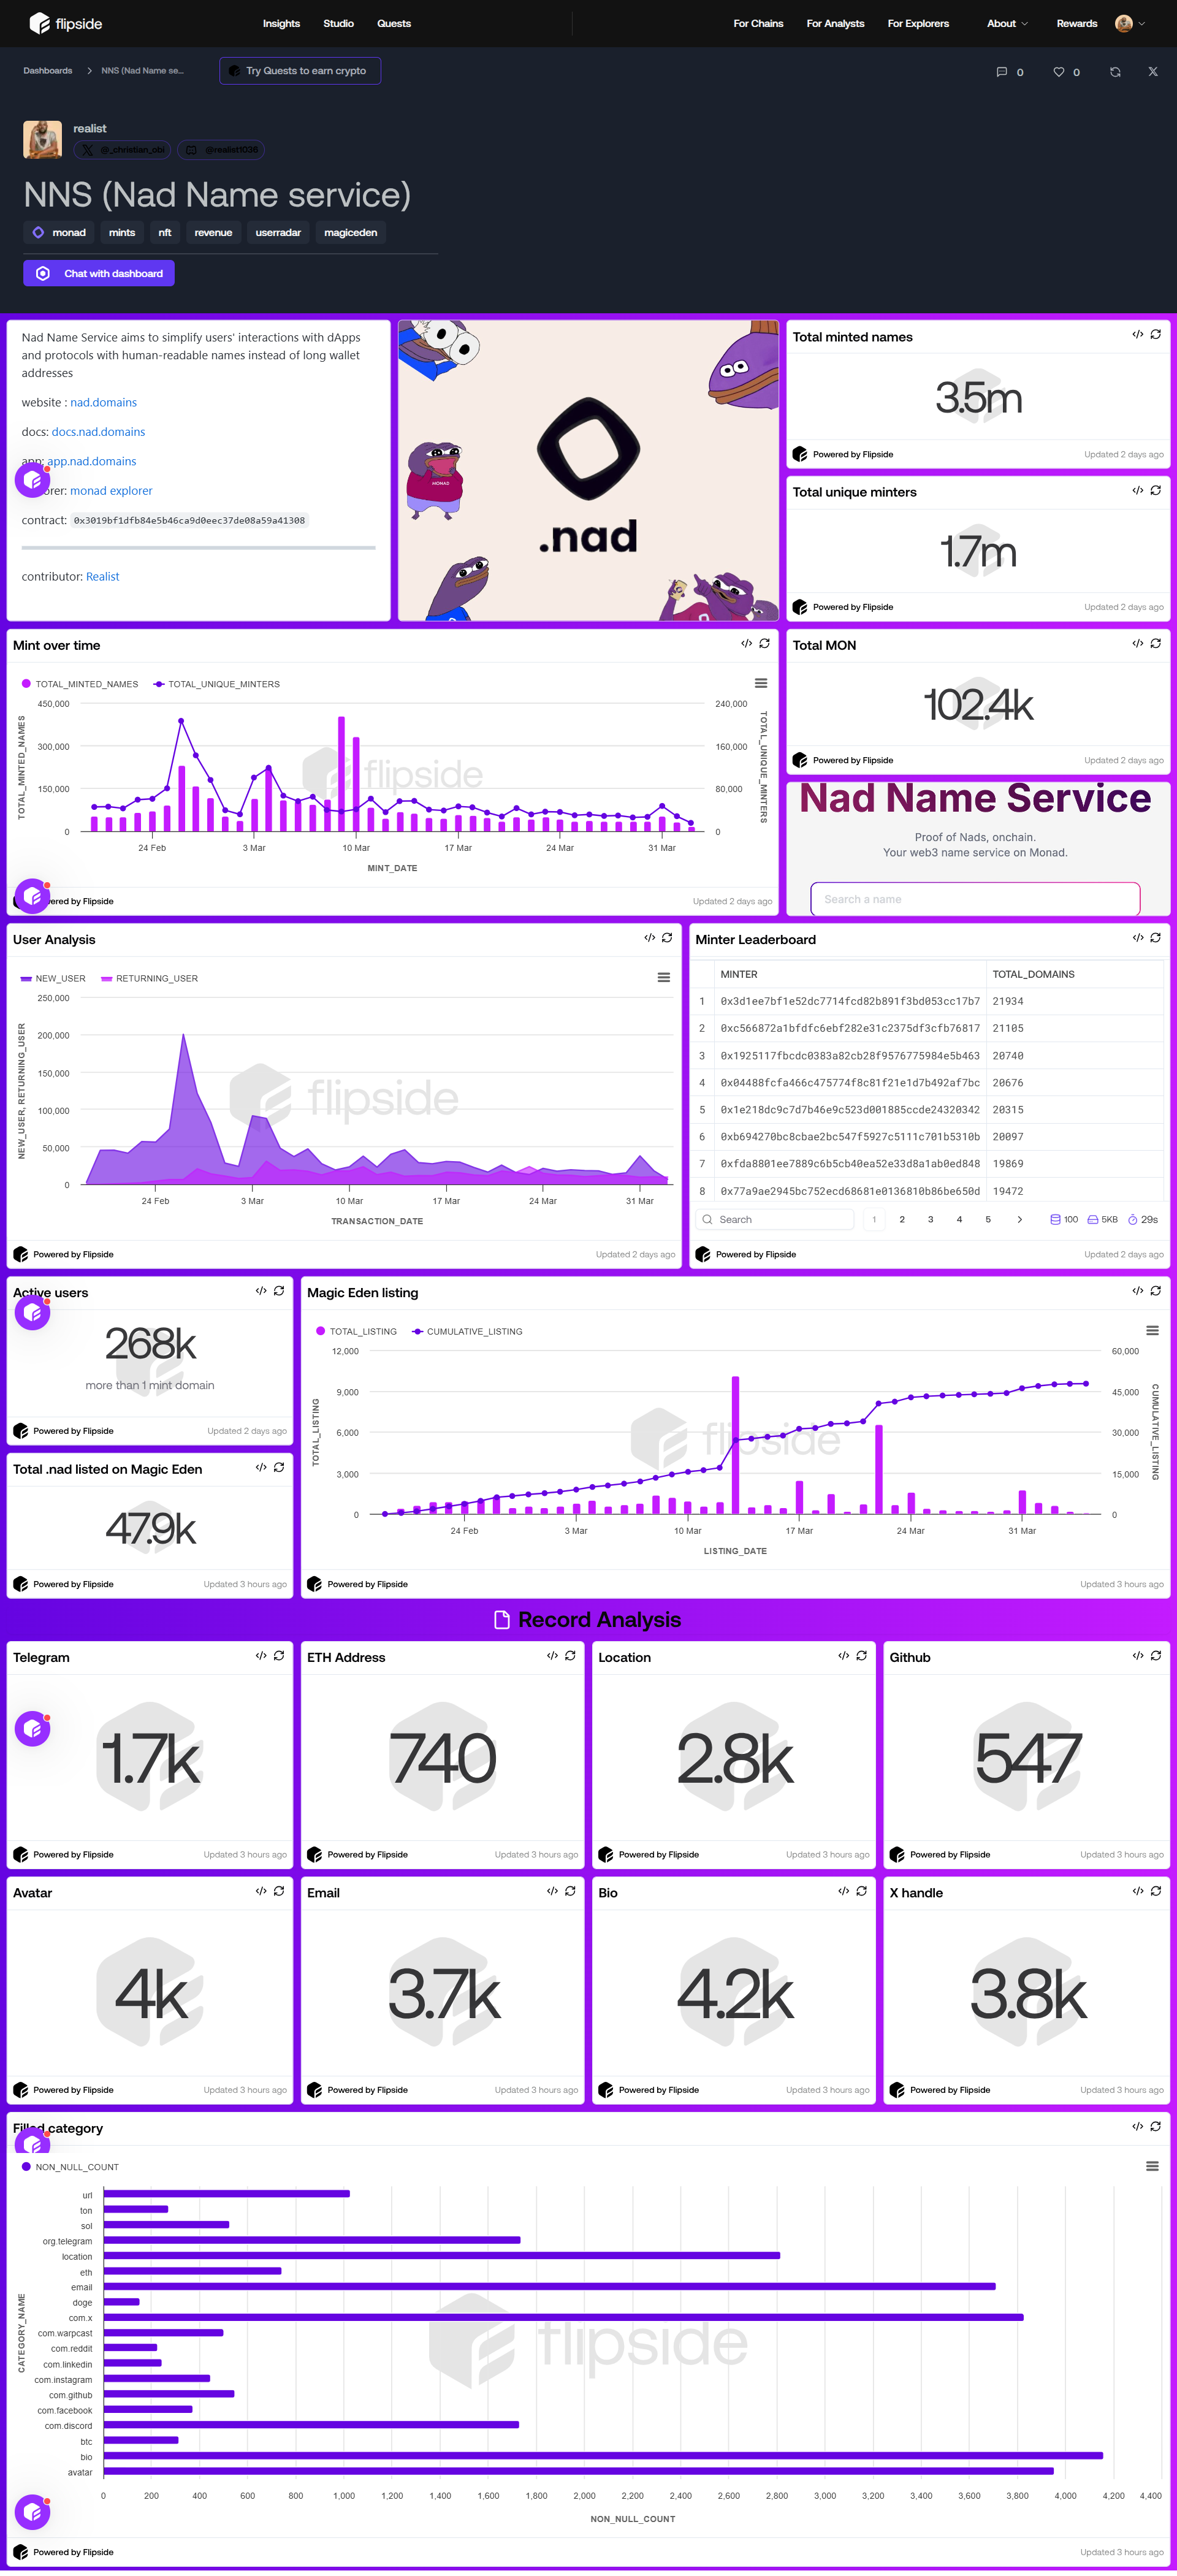 flipside
Insights
Studio
Quests
For Chains
For Analysts
For Explorers
About
Rewards
Dashboards
NNS (Nad Name se...
Try Quests to earn crypto
0
0
realist
@_christian_obi
@realist1036
NNS (Nad Name service)
monad
mints
nft
revenue
userradar
magiceden
Chat with dashboard
Nad Name Service aims to simplify users' interactions with dApps
and protocols with human-readable names instead of long wallet
addresses
website : nad.domains
docs: docs.nad.domains
app: app.nad.domains
orer: monad explorer
contract: 0x3019bf1dfb84e5b46ca9d0eec37de08a59a41308
contributor: Realist
MONAD
.nad
Total minted names
3.5m
Powered by Flipside
Updated 2 days ago
Total unique minters
1.7m
Powered by Flipside
Updated 2 days ago
Mint over time
TOTAL_MINTED_NAMES
TOTAL_UNIQUE_MINTERS
TOTAL_MINTED_NAMES
450,000
300,000
150,000
0
240,000
160,000
80,000
0
TOTAL_UNIQUE_MINTERS
flipside
24 Feb
3 Mar
10 Mar
17 Mar
24 Mar
31 Mar
MINT_DATE
ered by Flipside
Updated 2 days ago
Total MON
102.4k
Powered by Flipside
Updated 2 days ago
Nad Name Service
Proof of Nads, onchain.
Your web3 name service on Monad.
Search a name
User Analysis
NEW_USER
RETURNING_USER
NEW_USER, RETURNING_USER
250,000
200,000
150,000
100,000
50,000
0
flipside
24 Feb
3 Mar
10 Mar
17 Mar
24 Mar
31 Mar
TRANSACTION_DATE
Powered by Flipside
Updated 2 days ago
Minter Leaderboard
MINTER
TOTAL_DOMAINS
1 0x3d1ee7bf1e52dc7714fcd82b891f3bd053cc17b7 21934
2 0xc566872a1bfdfc6ebf282e31c2375df3cfb76817 21105
3 0x1925117fbcdc0383a82cb28f9576775984e5b463 20740
4 0x04488fcfa466c475774f8c81f21e1d7b492af7bc 20676
5 0x1e218dc9c7d7b46e9c523d001885ccde24320342 20315
6 0xb694270bc8cbae2bc547f5927c5111c701b5310b 20097
7 0xfda8801ee7889c6b5cb40ea52e33d8a1ab0ed848 19869
8 0x77a9ae2945bc752ecd68681e0136810b86be650d 19472
Search
1 2 3 4 5
100
5KB
29s
Powered by Flipside
Updated 2 days ago
Active users
268k
more than 1 mint domain
Powered by Flipside
Updated 2 days ago
Total .nad listed on Magic Eden
47.9k
Powered by Flipside
Updated 3 hours ago
Magic Eden listing
TOTAL_LISTING
CUMULATIVE_LISTING
TOTAL_LISTING
12,000
9,000
6,000
3,000
0
60,000
45,000
30,000
15,000
0
CUMULATIVE_LISTING
flipside
24 Feb
3 Mar
10 Mar
17 Mar
24 Mar
31 Mar
LISTING_DATE
Powered by Flipside
Updated 3 hours ago
Record Analysis
Telegram
1.7k
Powered by Flipside
Updated 3 hours ago
ETH Address
740
Powered by Flipside
Updated 3 hours ago
Location
2.8k
Powered by Flipside
Updated 3 hours ago
Github
547
Powered by Flipside
Updated 3 hours ago
Avatar
4k
Powered by Flipside
Updated 3 hours ago
Email
3.7k
Powered by Flipside
Updated 3 hours ago
Bio
4.2k
Powered by Flipside
Updated 3 hours ago
X handle
3.8k
Powered by Flipside
Updated 3 hours ago
Filled category
NON_NULL_COUNT
CATEGORY_NAME
url
ton
sol
org.telegram
location
eth
email
doge
com.x
com.warpcast
com.reddit
com.linkedin
com.instagram
com.github
com.facebook
com.discord
btc
bio
avatar
flipside
0
200
400
600
800
1,000
1,200
1,400
1,600
1,800
2,000
2,200
2,400
2,600
2,800
3,000
3,200
3,400
3,600
3,800
4,000
4,200
4,400
NON_NULL_COUNT
Powered by Flipside
Updated 3 hours ago